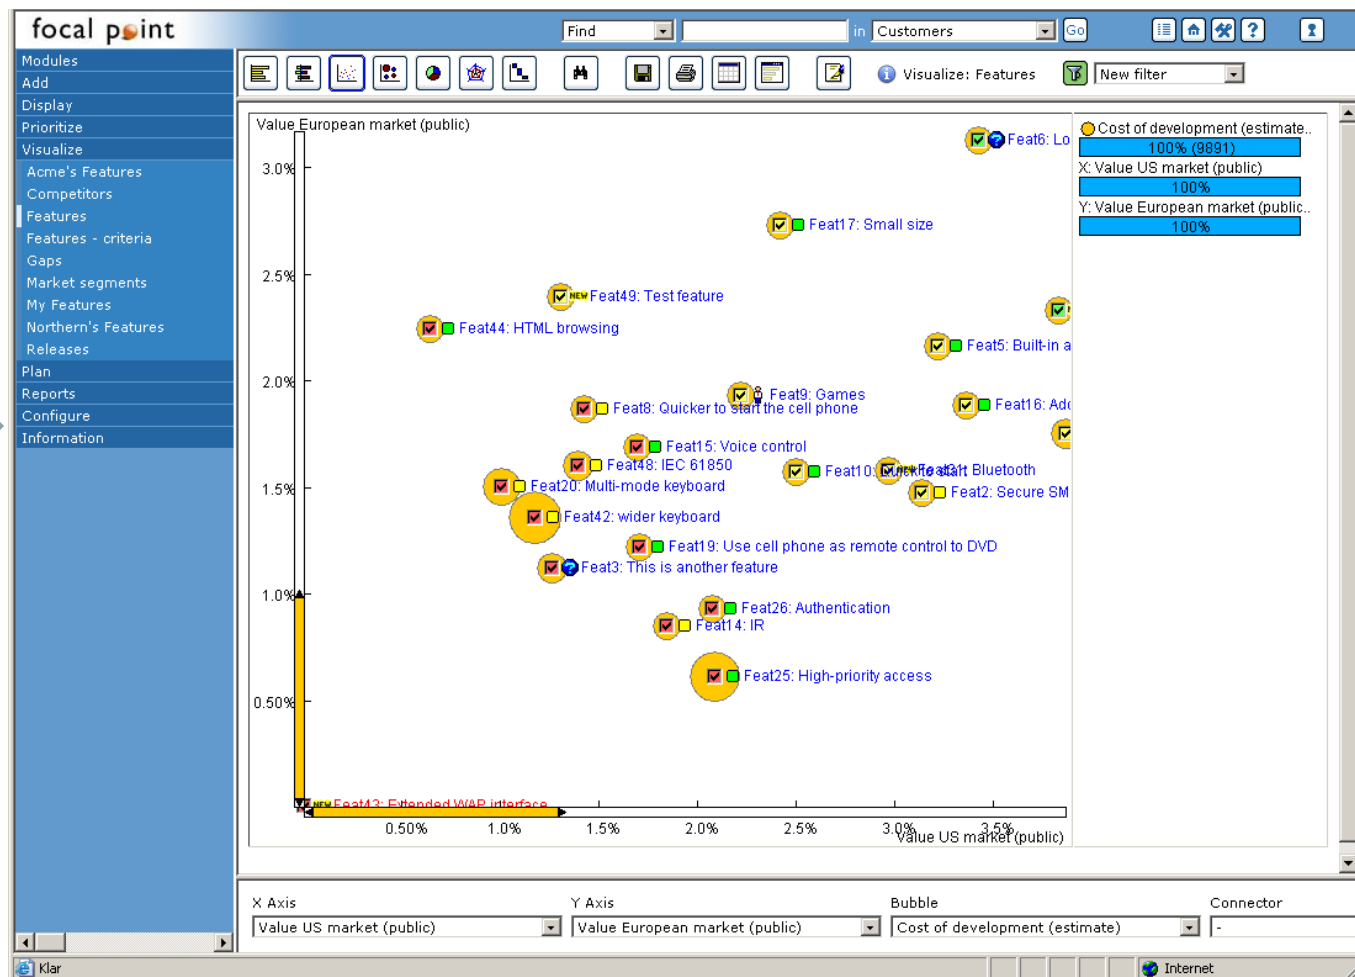 focal point
Find
in
Customers
Go
Modules
Add
Display
Prioritize
Visualize
Acme's Features
Competitors
Features
Features - criteria
Gaps
Market segments
My Features
Northern's Features
Releases
Plan
Reports
Configure
Information
Visualize: Features
New filter
Value European market (public)
3.0%
2.5%
2.0%
1.5%
1.0%
0.50%
Feat6: Lo
Feat17: Small size
NEW Feat49: Test feature
Feat44: HTML browsing
Feat5: Built-in a
Feat9: Games
Feat8: Quicker to start the cell phone
Feat16: Add
Feat15: Voice control
Feat48: IEC 61850
Feat10: Quick to start
NEW Feat31: Bluetooth
Feat20: Multi-mode keyboard
Feat2: Secure SM
Feat42: wider keyboard
Feat19: Use cell phone as remote control to DVD
Feat3: This is another feature
Feat26: Authentication
Feat14: IR
Feat25: High-priority access
NEW Feat43: Extended WAP interface
0.50% 1.0% 1.5% 2.0% 2.5% 3.0% 3.5%
Value US market (public)
Cost of development (estimate..
100% (9891)
X: Value US market (public)
100%
Y: Value European market (public..
100%
X Axis
Value US market (public)
Y Axis
Value European market (public)
Bubble
Cost of development (estimate)
Connector
-
Klar
Internet